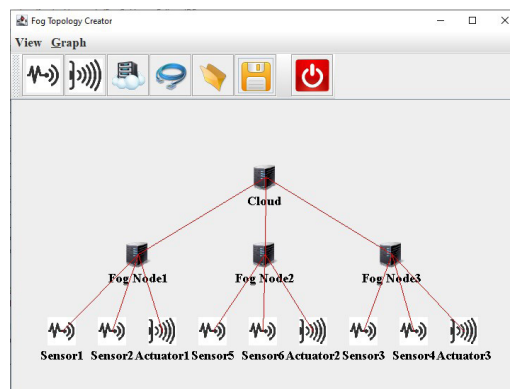 Fog Topology Creator
View Graph
Cloud
Fog Node1 Fog Node2 Fog Node3
Sensor1 Sensor2 Actuator1 Sensor5 Sensor6 Actuator2 Sensor3 Sensor4 Actuator3